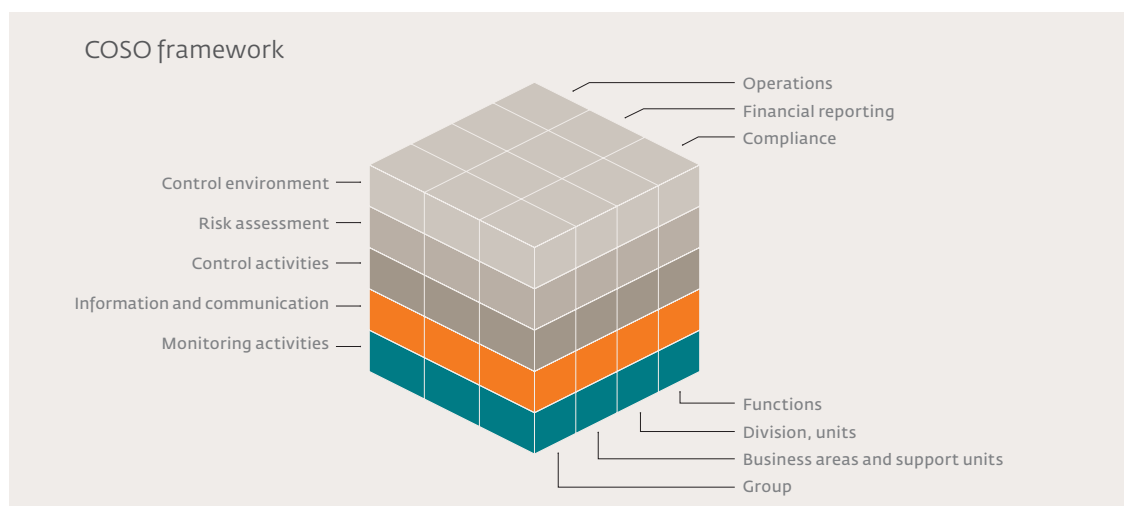 COSO framework
Operations
Financial reporting
Compliance
Control environment
Risk assessment
Control activities
Information and communication
Monitoring activities
Functions
Division, units
Business areas and support units
Group